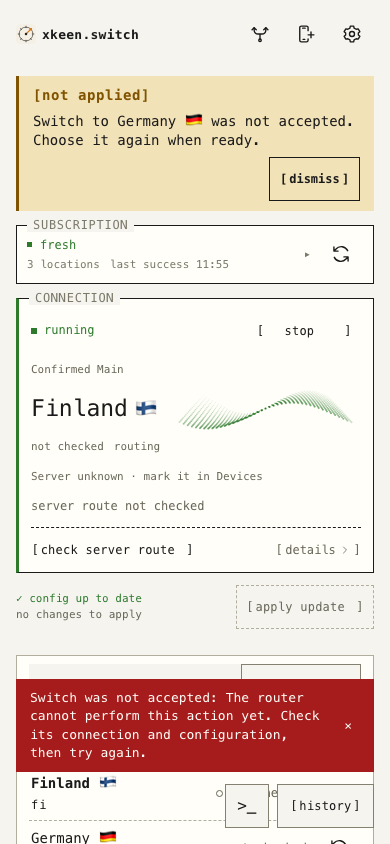 xkeen.switch
[not applied]
Switch to Germany 🇩🇪 was not accepted.
Choose it again when ready.
[dismiss]
SUBSCRIPTION
fresh
3 locations last success 11:55
CONNECTION
running
[ stop ]
Confirmed Main
Finland 🇫🇮
not checked routing
Server unknown · mark it in Devices
server route not checked
[check server route ]
[details › ]
✓ config up to date
no changes to apply
[apply update ]
Switch was not accepted: The router
cannot perform this action yet. Check
its connection and configuration,
then try again.
×
Finland 🇫🇮
fi
>_
[history]
Germany 🇩🇪